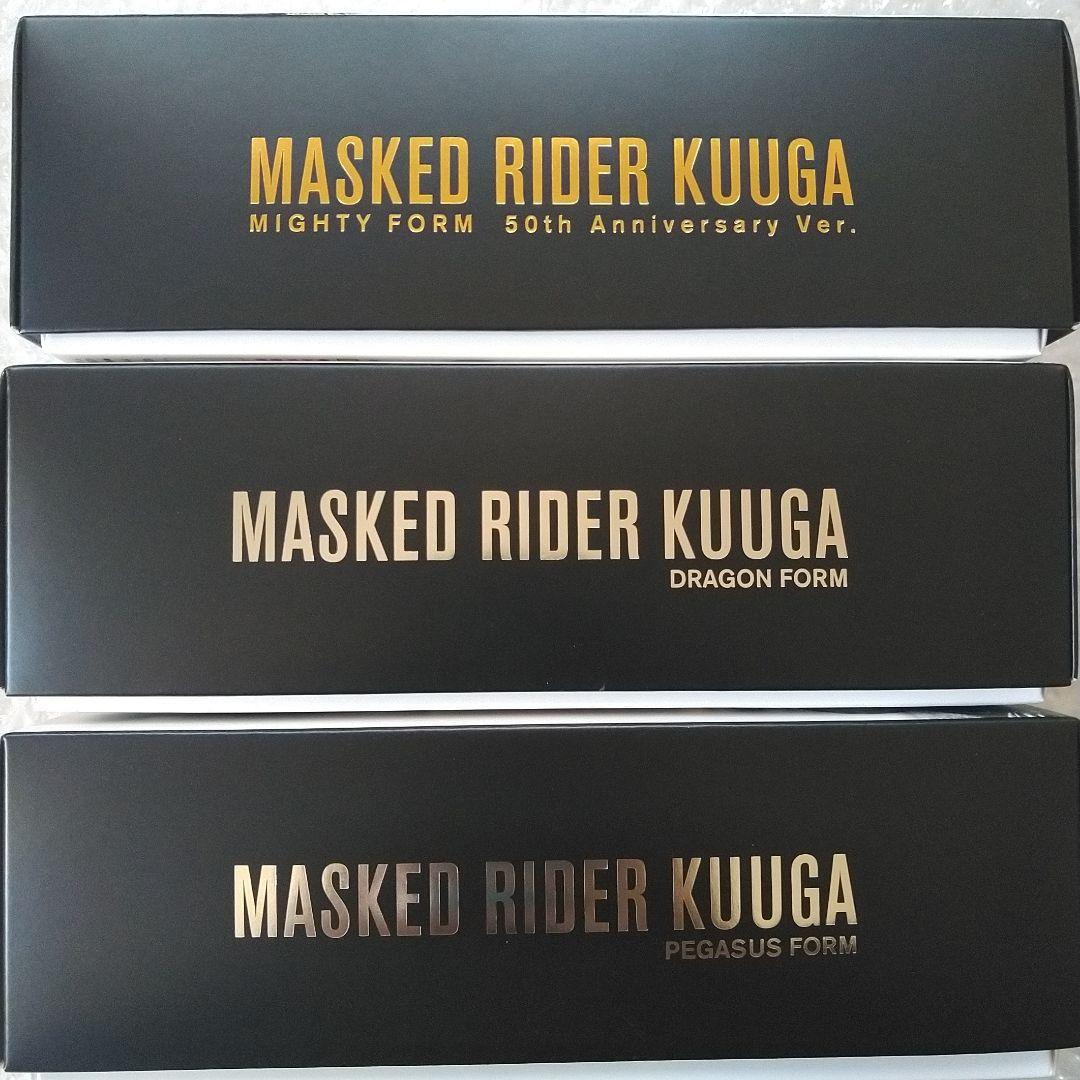 MASKED RIDER KUUGA
MIGHTY FORM 50th Anniversary Ver.
MASKED RIDER KUUGA
DRAGON FORM
MASKED RIDER KUUGA
PEGASUS FORM